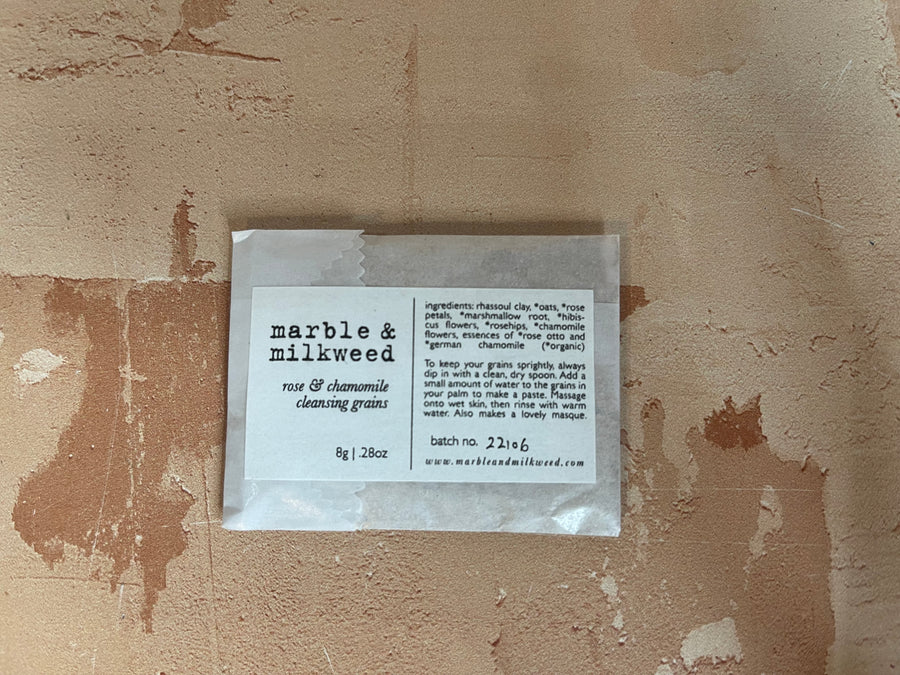 marble &
milkweed
rose & chamomile
cleansing grains
8g | .28oz
ingredients: rhassoul clay, *oats, *rose
petals, *marshmallow root, *hibis-
cus flowers, *rosehips, *chamomile
flowers, essences of *rose otto and
*german chamomile (*organic)
To keep your grains sprightly, always
dip in with a clean, dry spoon. Add a
small amount of water to the grains in
your palm to make a paste. Massage
onto wet skin, then rinse with warm
water. Also makes a lovely masque.
batch no. 22106
www.marbleandmilkweed.com